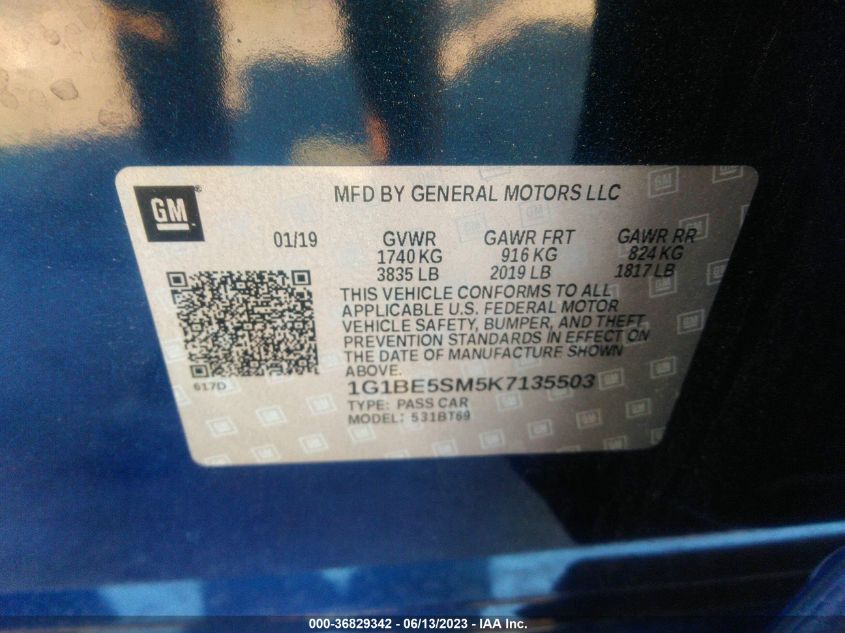 GM®
MFD BY GENERAL MOTORS LLC
01/19 GVWR GAWR FRT GAWR RR
1740 KG 916 KG 824 KG
3835 LB 2019 LB 1817 LB
THIS VEHICLE CONFORMS TO ALL
APPLICABLE U.S. FEDERAL MOTOR
VEHICLE SAFETY, BUMPER, AND THEFT
PREVENTION STANDARDS IN EFFECT ON
THE DATE OF MANUFACTURE SHOWN
ABOVE.
617D
1G1BE5SM5K7135503
TYPE: PASS CAR
MODEL: 531BT69
000-36829342 - 06/13/2023 - IAA Inc.